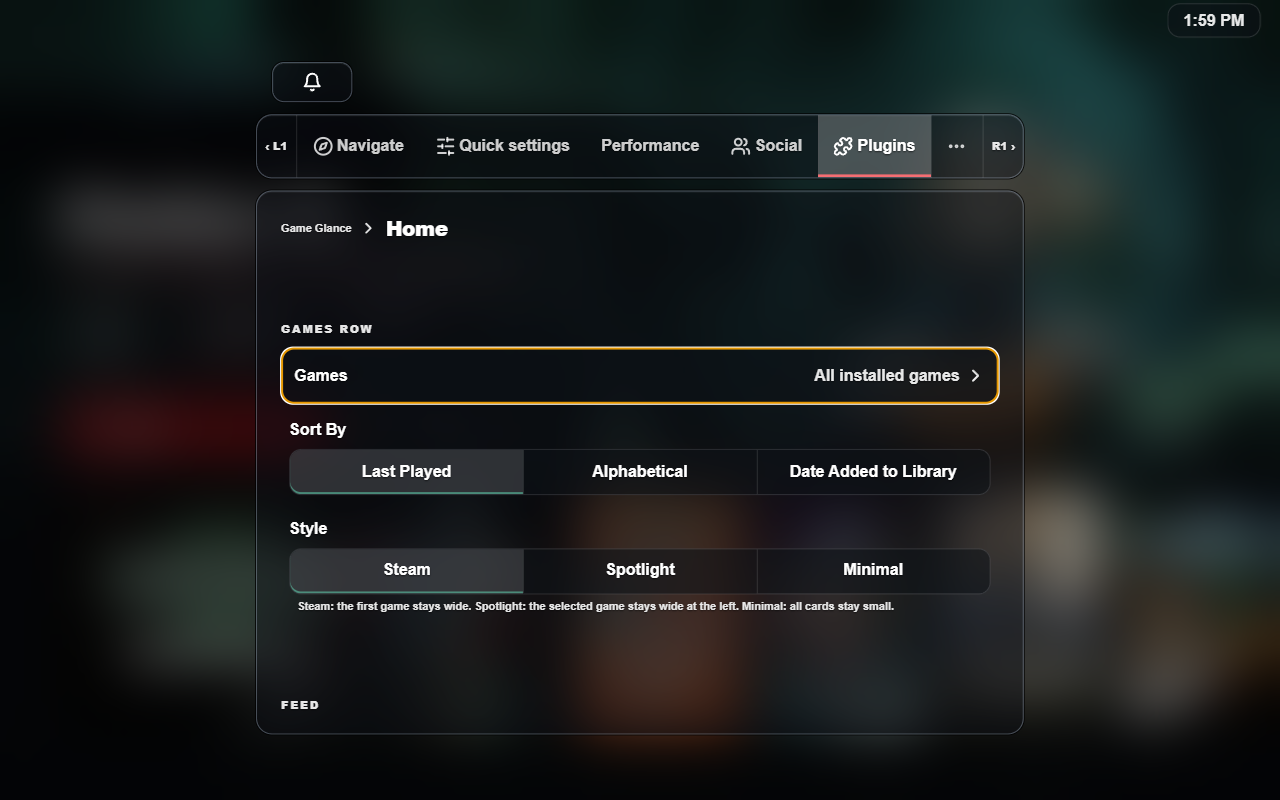 1:59 PM
‹ L1 Navigate Quick settings Performance Social Plugins ··· R1 ›
Game Glance › Home
GAMES ROW
Games All installed games ›
Sort By
Last Played Alphabetical Date Added to Library
Style
Steam Spotlight Minimal
Steam: the first game stays wide. Spotlight: the selected game stays wide at the left. Minimal: all cards stay small.
FEED